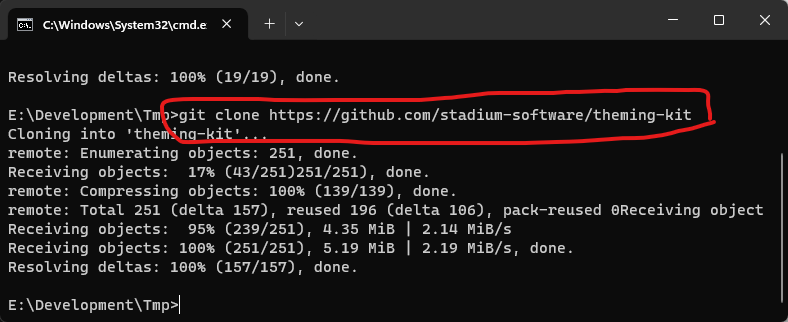 C:\Windows\System32\cmd.e
Resolving deltas: 100% (19/19), done.
E:\Development\Tmp>git clone https://github.com/stadium-software/theming-kit
Cloning into 'theming-kit'...
remote: Enumerating objects: 251, done.
Receiving objects:  17% (43/251)251/251), done.
remote: Compressing objects: 100% (139/139), done.
remote: Total 251 (delta 157), reused 196 (delta 106), pack-reused 0Receiving object
Receiving objects:  95% (239/251), 4.35 MiB | 2.14 MiB/s
Receiving objects: 100% (251/251), 5.19 MiB | 2.19 MiB/s, done.
Resolving deltas: 100% (157/157), done.
E:\Development\Tmp>